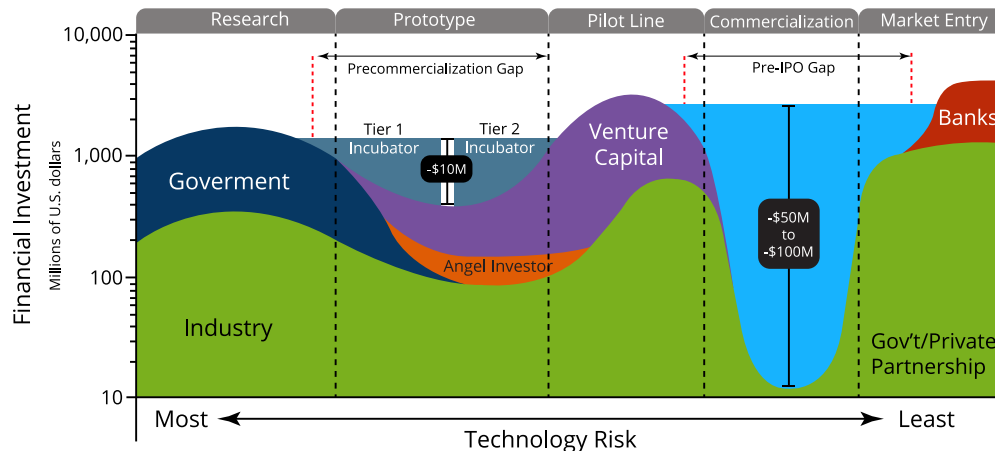 Research
Prototype
Pilot Line
Commercialization
Market Entry
10,000
1,000
100
10
Financial Investment
Millions of U.S. dollars
Precommercialization Gap
Pre-IPO Gap
Tier 1
Incubator
Tier 2
Incubator
-$10M
Goverment
Venture
Capital
Banks
-$50M
to
-$100M
Angel Investor
Industry
Gov't/Private
Partnership
Most
Least
Technology Risk